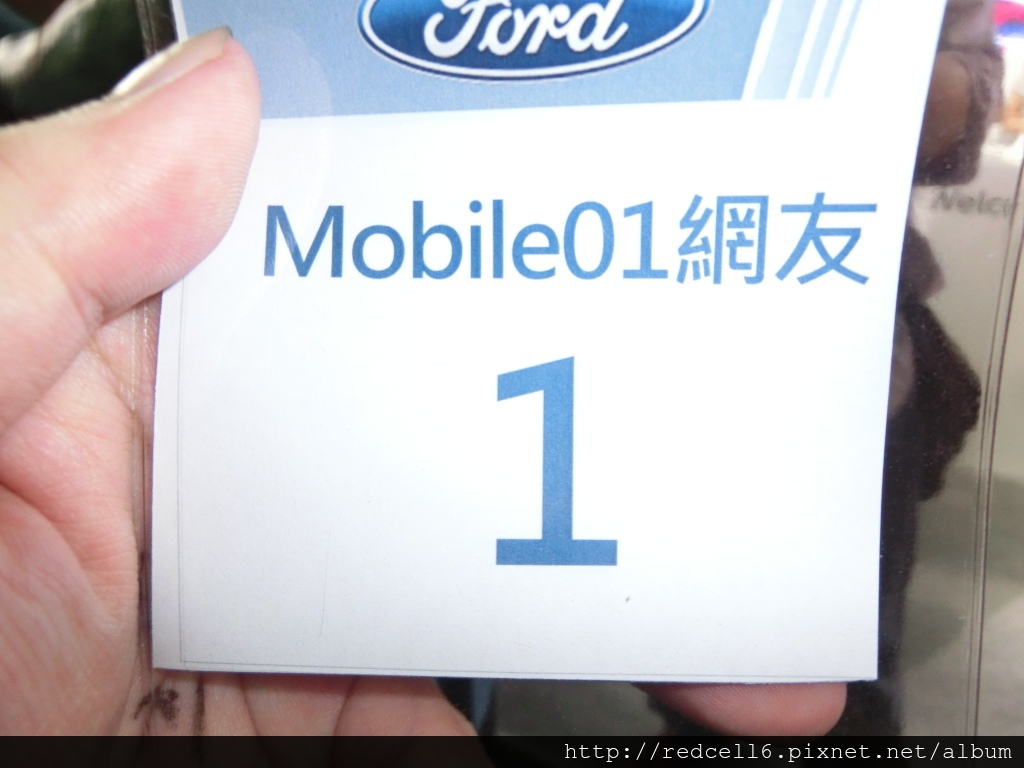 Ford
Mobile01網友
1
http://redcell6.pixnet.net/album